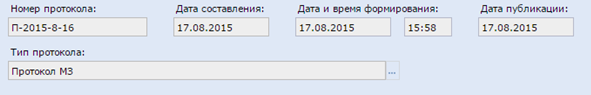 Номер протокола: Дата составления: Дата и время формирования: Дата публикации:
П-2015-8-16 17.08.2015 17.08.2015 15:58 17.08.2015
Тип протокола:
Протокол МЗ ...